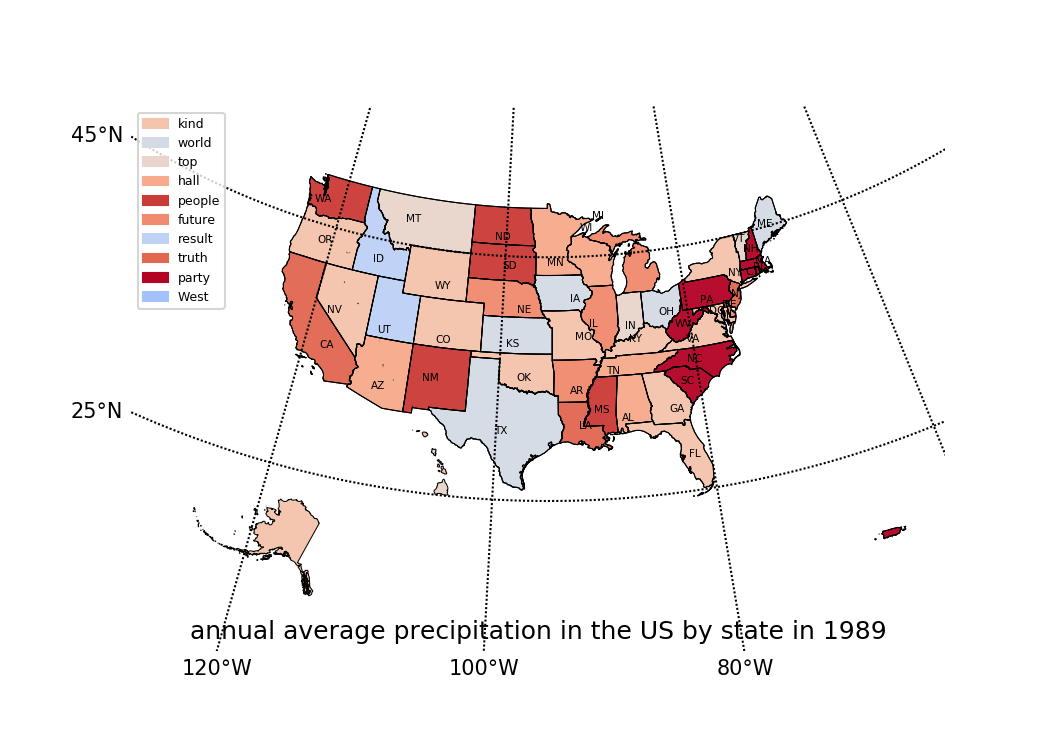 45°N
kind
world
top
hall
people
future
result
truth
party
West
WA
MT
ND
MN
MI
WI
ME
VT
NH
MA
OR
ID
SD
WY
NY
NV
UT
NE
IA
IL
IN
OH
PA
WV
VA
CA
CO
KS
MO
KY
AZ
NM
OK
AR
TN
NC
SC
25°N
TX
LA
MS
AL
GA
FL
annual average precipitation in the US by state in 1989
120°W
100°W
80°W